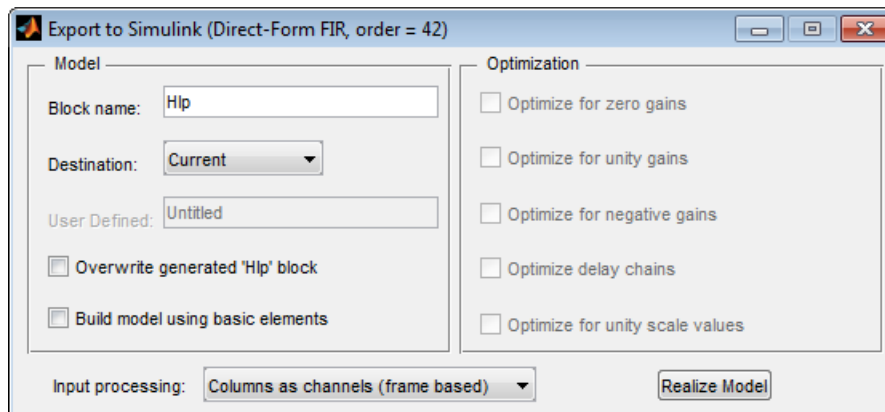 Export to Simulink (Direct-Form FIR, order = 42)
Model
Block name: Hlp
Destination: Current
User Defined: Untitled
Overwrite generated 'Hlp' block
Build model using basic elements
Optimization
Optimize for zero gains
Optimize for unity gains
Optimize for negative gains
Optimize delay chains
Optimize for unity scale values
Input processing: Columns as channels (frame based)
Realize Model